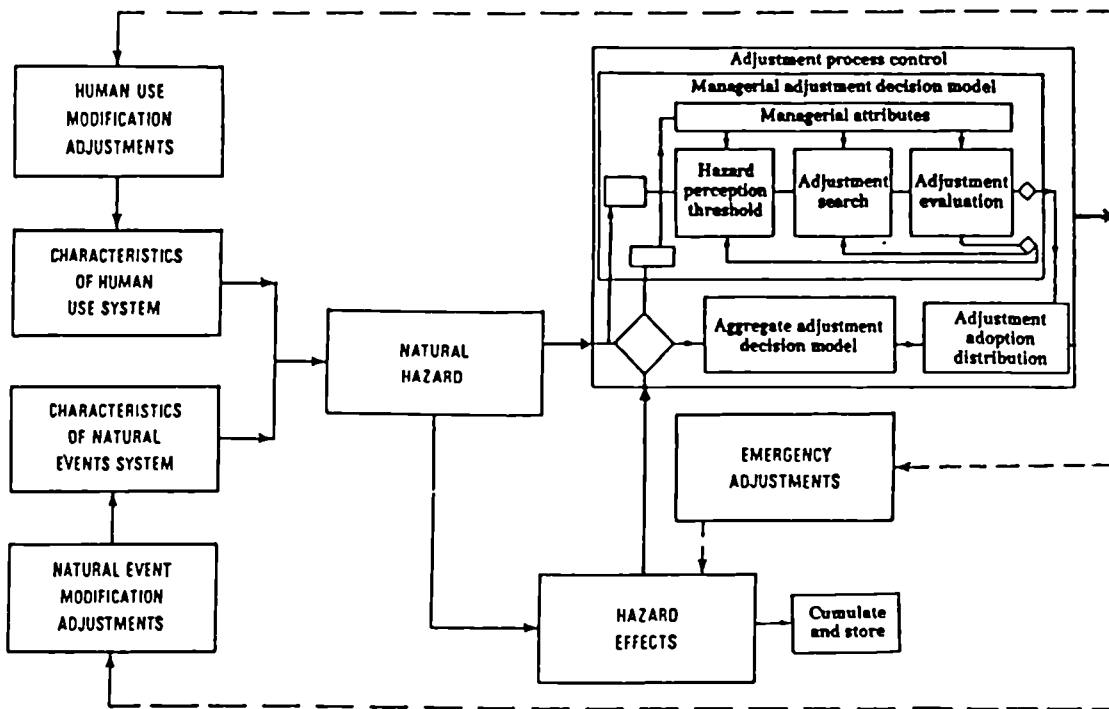 HUMAN USE
MODIFICATION
ADJUSTMENTS
CHARACTERISTICS
OF HUMAN
USE SYSTEM
CHARACTERISTICS
OF NATURAL
EVENTS SYSTEM
NATURAL EVENT
MODIFICATION
ADJUSTMENTS
NATURAL
HAZARD
Adjustment process control
Managerial adjustment decision model
Managerial attributes
Hazard
perception
threshold
Adjustment
search
Adjustment
evaluation
Aggregate adjustment
decision model
Adjustment
adoption
distribution
EMERGENCY
ADJUSTMENTS
HAZARD
EFFECTS
Cumulate
and store